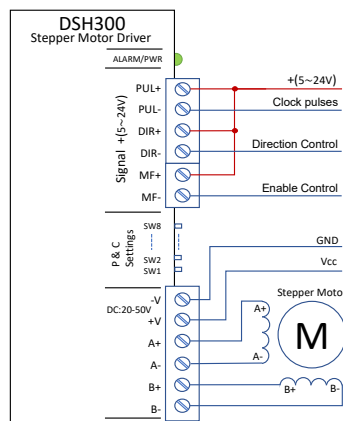 DSH300
Stepper Motor Driver
ALARM/PWR
Signal +(5~24V)
PUL+
PUL-
DIR+
DIR-
MF+
MF-
+(5~24V)
Clock pulses
Direction Control
Enable Control
P & C
Settings
SW8
SW2
SW1
GND
Vcc
DC:20-50V
-V
+V
A+
A-
B+
B-
Stepper Moto
A+
A-
M
B+
B-